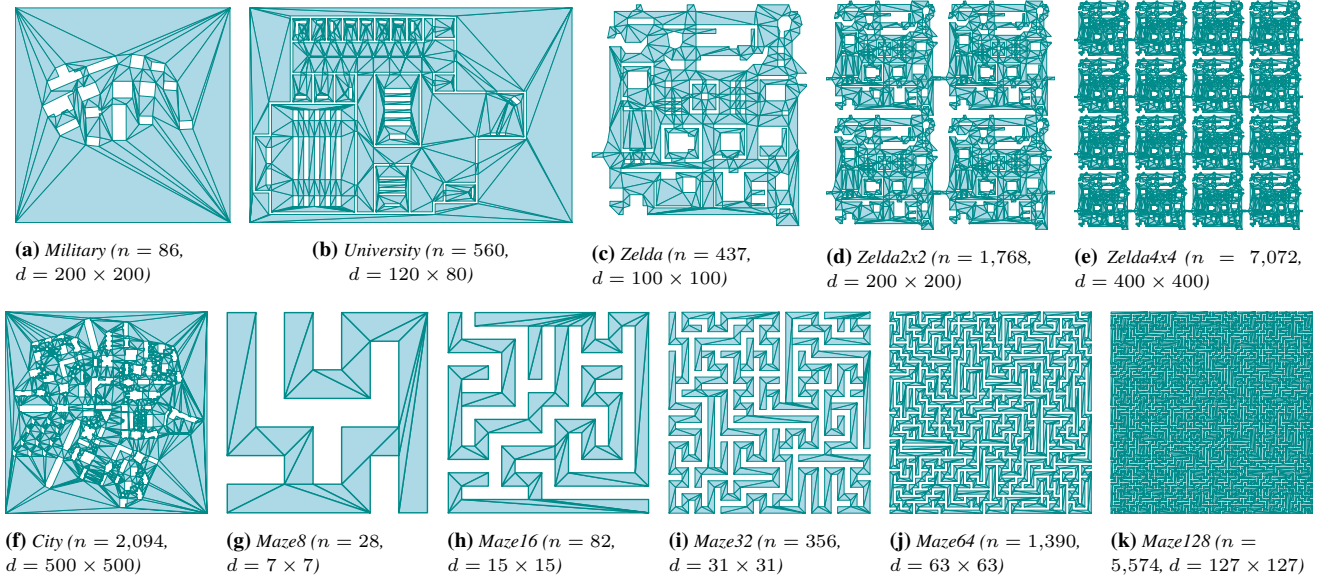 (a) Military (n = 86,
d = 200 × 200)
(b) University (n = 560,
d = 120 × 80)
(c) Zelda (n = 437,
d = 100 × 100)
(d) Zelda2x2 (n = 1,768,
d = 200 × 200)
(e) Zelda4x4 (n = 7,072,
d = 400 × 400)
(f) City (n = 2,094,
d = 500 × 500)
(g) Maze8 (n = 28,
d = 7 × 7)
(h) Maze16 (n = 82,
d = 15 × 15)
(i) Maze32 (n = 356,
d = 31 × 31)
(j) Maze64 (n = 1,390,
d = 63 × 63)
(k) Maze128 (n =
5,574, d = 127 × 127)